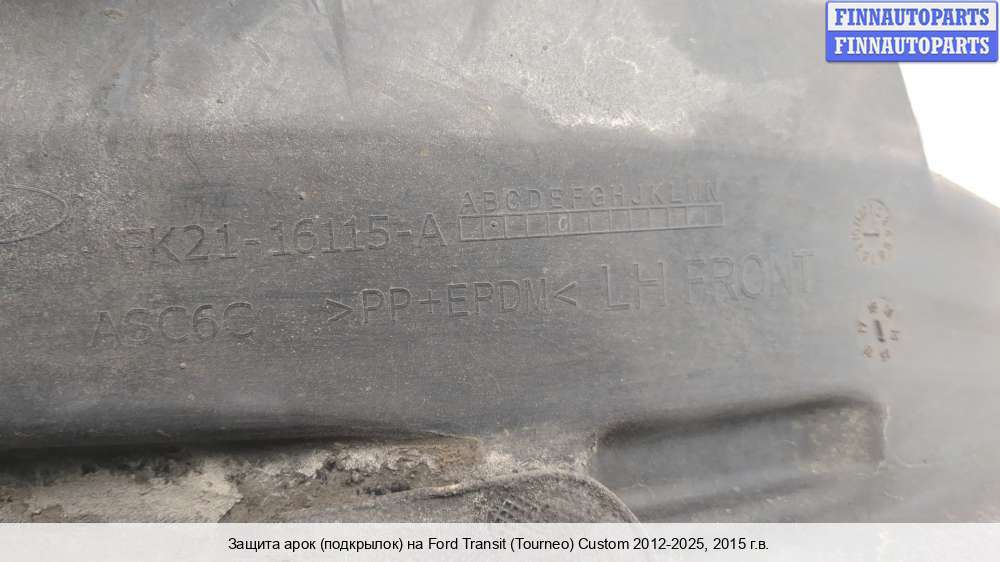 FINNAUTOPARTS
FINNAUTOPARTS
ABCDEFGHJKLMN
K21-16115-A
ASC6C >PP+EPDM< LH FRONT
Защита арок (подкрылок) на Ford Transit (Tourneo) Custom 2012-2025, 2015 г.в.